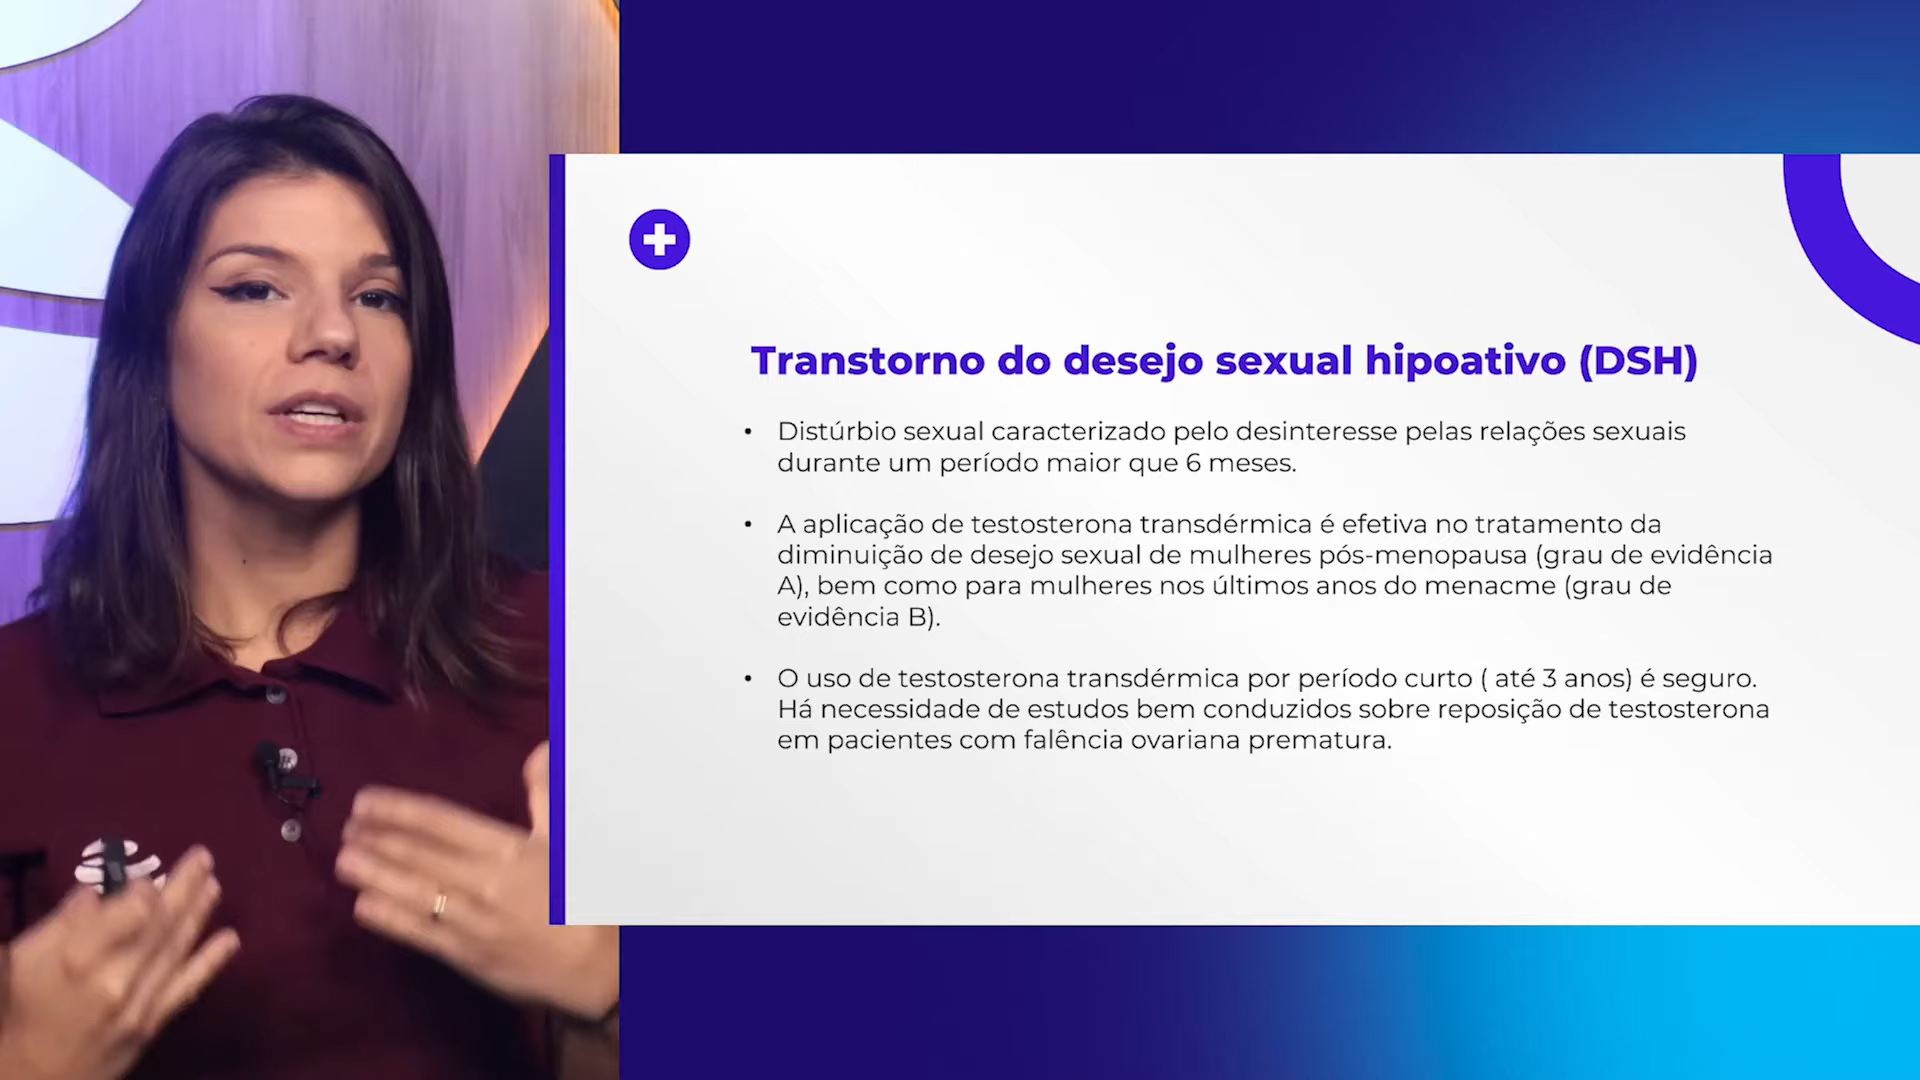 Transtorno do desejo sexual hipoativo (DSH)
• Distúrbio sexual caracterizado pelo desinteresse pelas relações sexuais
durante um período maior que 6 meses.
• A aplicação de testosterona transdérmica é efetiva no tratamento da
diminuição de desejo sexual de mulheres pós-menopausa (grau de evidência
A), bem como para mulheres nos últimos anos do menacme (grau de
evidência B).
• O uso de testosterona transdérmica por período curto ( até 3 anos) é seguro.
Há necessidade de estudos bem conduzidos sobre reposição de testosterona
em pacientes com falência ovariana prematura.